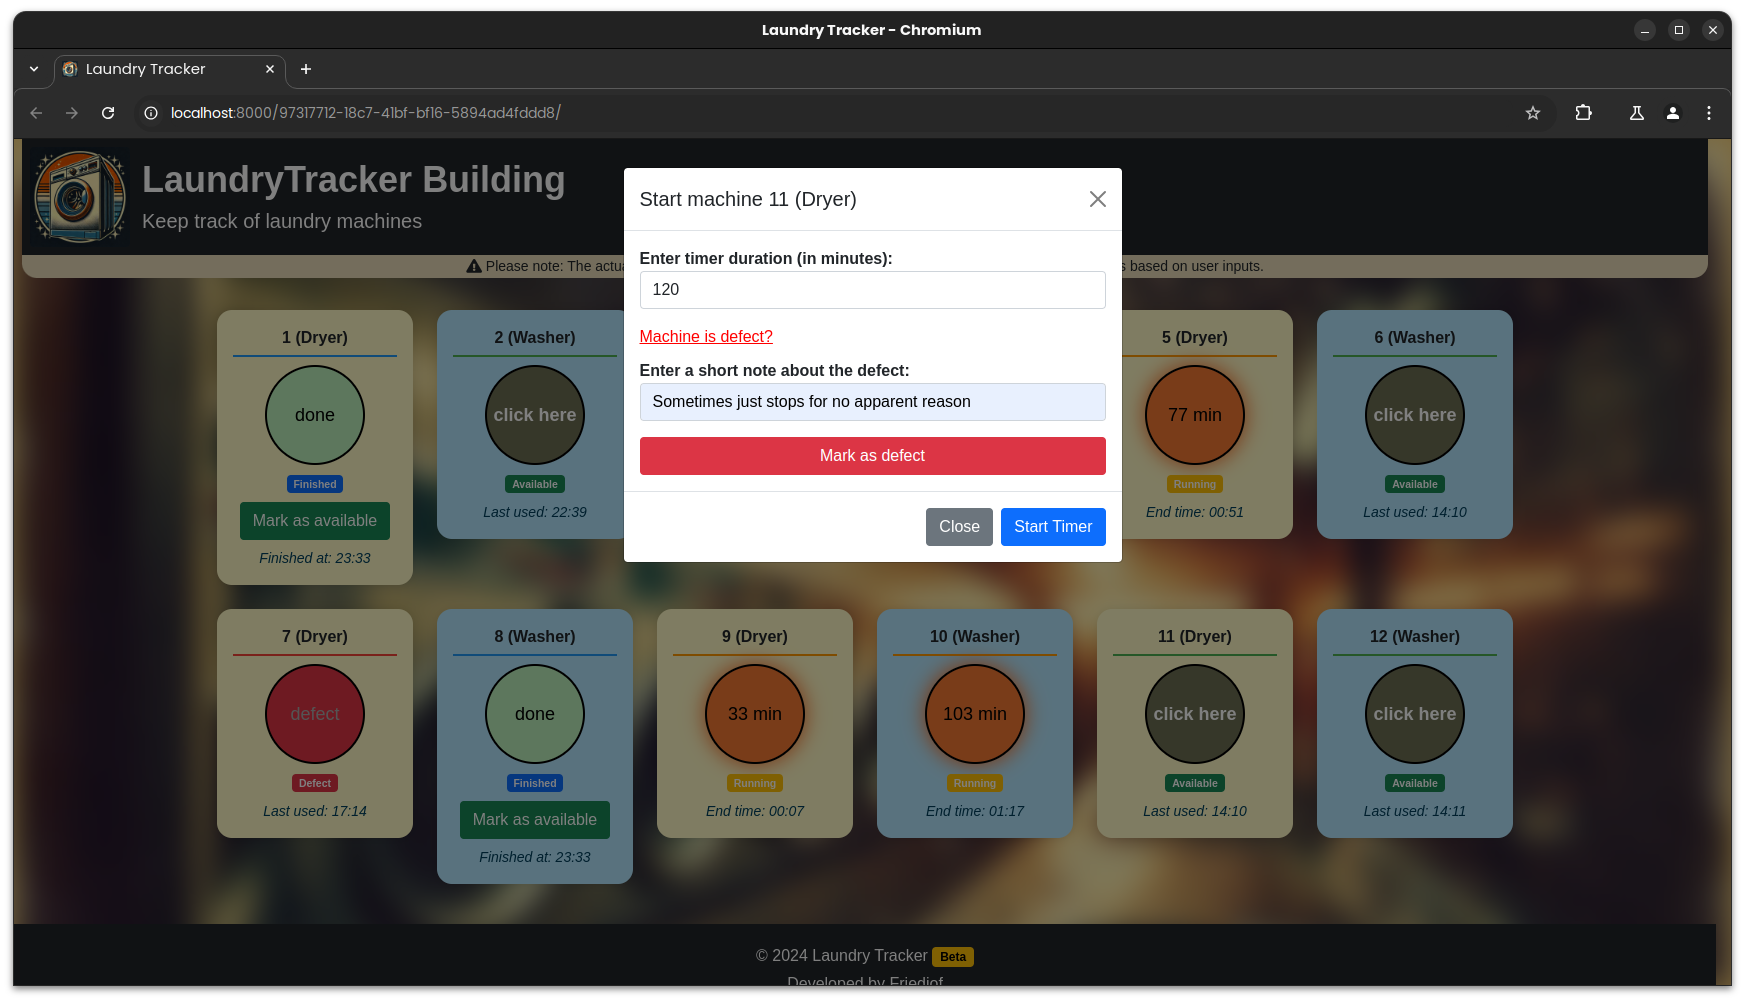 Laundry Tracker - Chromium
Laundry Tracker
localhost:8000/97317712-18c7-41bf-bf16-5894ad4fddd8/
LaundryTracker Building
Keep track of laundry machines
Please note: The actua
s based on user inputs.
Start machine 11 (Dryer)
Enter timer duration (in minutes):
120
Machine is defect?
Enter a short note about the defect:
Sometimes just stops for no apparent reason
Mark as defect
Close
Start Timer
1 (Dryer)
done
Finished
Mark as available
Finished at: 23:33
2 (Washer)
click here
Available
Last used: 22:39
5 (Dryer)
77 min
Running
End time: 00:51
6 (Washer)
click here
Available
Last used: 14:10
7 (Dryer)
defect
Defect
Last used: 17:14
8 (Washer)
done
Finished
Mark as available
Finished at: 23:33
9 (Dryer)
33 min
Running
End time: 00:07
10 (Washer)
103 min
Running
End time: 01:17
11 (Dryer)
click here
Available
Last used: 14:10
12 (Washer)
click here
Available
Last used: 14:11
© 2024 Laundry Tracker Beta
Developed by Friedjof